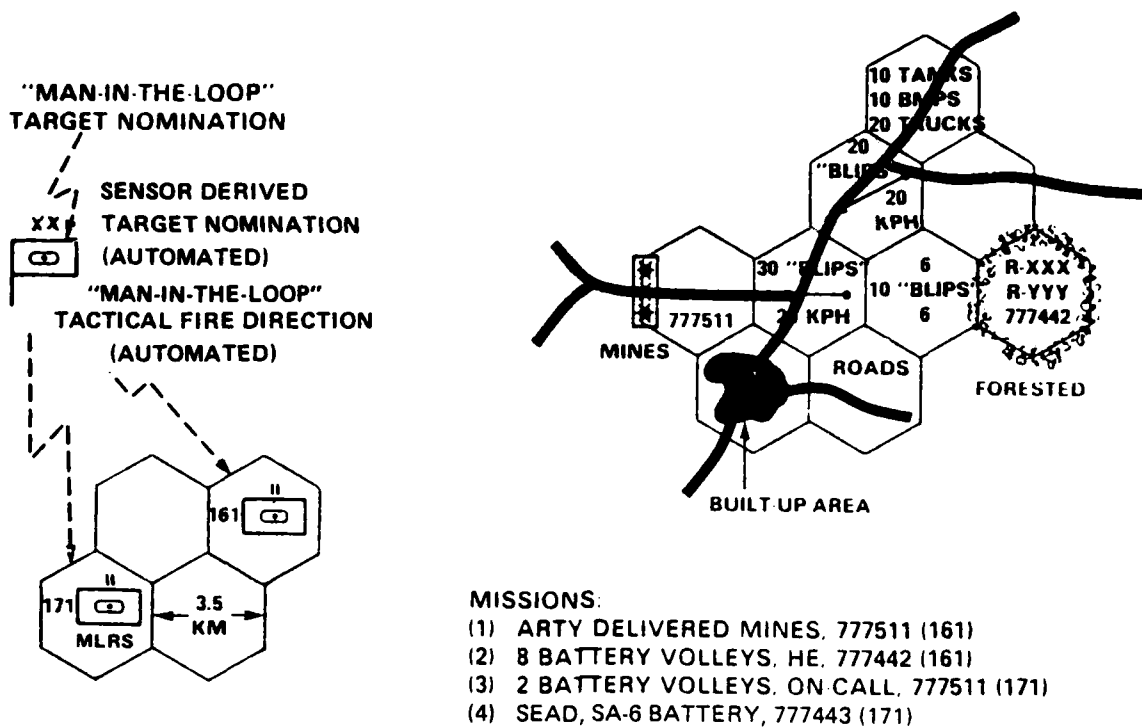 "MAN-IN-THE-LOOP"
TARGET NOMINATION
SENSOR DERIVED
XX TARGET NOMINATION
(AUTOMATED)
"MAN-IN-THE-LOOP"
TACTICAL FIRE DIRECTION
(AUTOMATED)
161
171
MLRS
3.5
KM
10 TANKS
10 BMPS
20 TRUCKS
20
"BLIPS
20
KPH
30 "BLIPS"
KPH
6
10 "BLIPS"
6
R-XXX
R-YYY
777442
777511
MINES
ROADS
FORESTED
BUILT-UP AREA
MISSIONS:
(1) ARTY DELIVERED MINES, 777511 (161)
(2) 8 BATTERY VOLLEYS, HE, 777442 (161)
(3) 2 BATTERY VOLLEYS, ON-CALL, 777511 (171)
(4) SEAD, SA-6 BATTERY, 777443 (171)